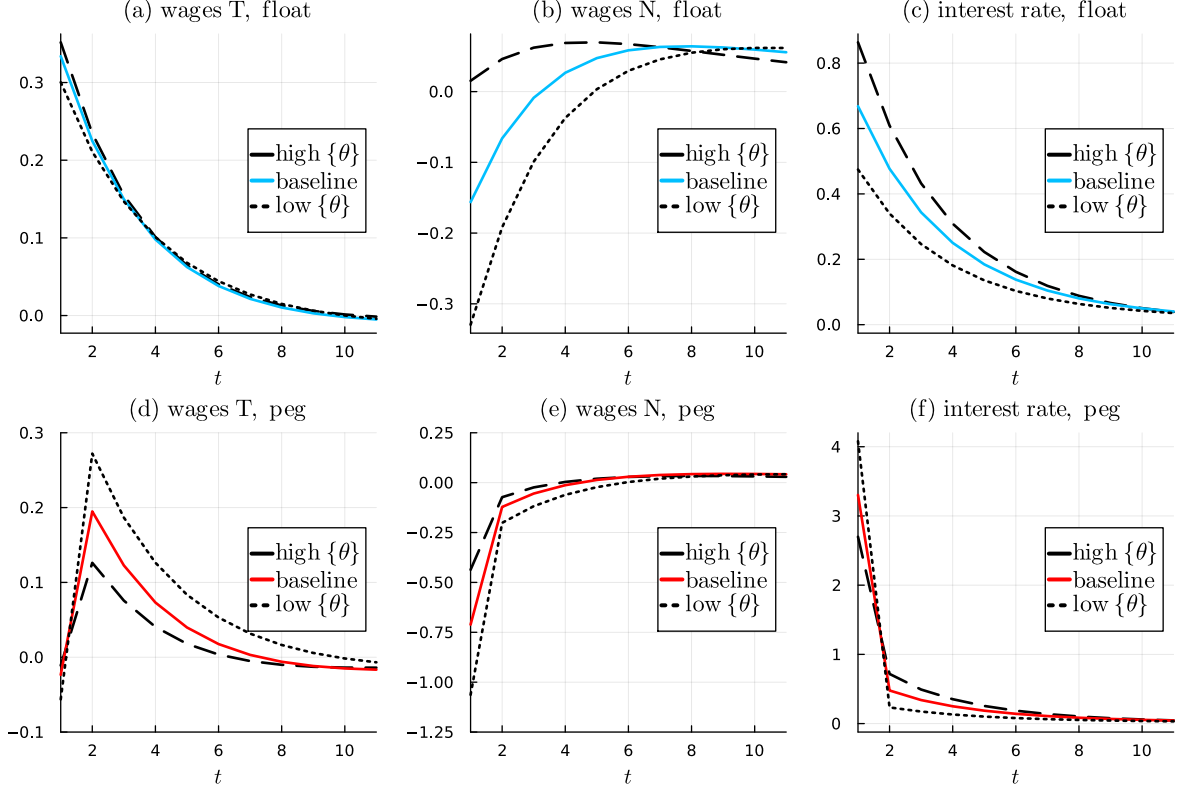 (a) wages T, float
(b) wages N, float
(c) interest rate, float
0.3
0.2
0.1
0.0
high {θ}
baseline
low {θ}
2 4 6 8 10
t
0.0
−0.1
−0.2
−0.3
high {θ}
baseline
low {θ}
2 4 6 8 10
t
0.8
0.6
0.4
0.2
0.0
high {θ}
baseline
low {θ}
2 4 6 8 10
t
(d) wages T, peg
(e) wages N, peg
(f) interest rate, peg
0.3
0.2
0.1
0.0
−0.1
high {θ}
baseline
low {θ}
2 4 6 8 10
t
0.25
0.00
−0.25
−0.50
−0.75
−1.00
−1.25
high {θ}
baseline
low {θ}
2 4 6 8 10
t
4
3
2
1
0
high {θ}
baseline
low {θ}
2 4 6 8 10
t